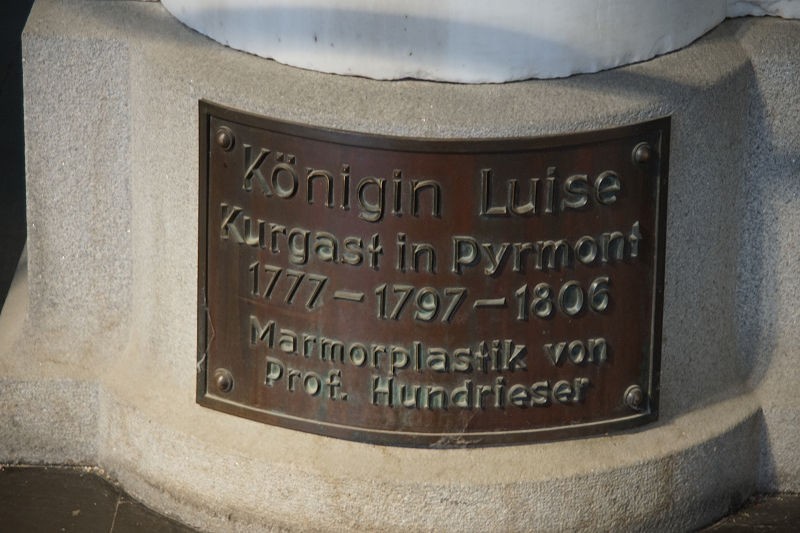 Königin Luise
Kurgast in Pyrmont
1777 – 1797 – 1806
Marmorplastik von
Prof. Hundrieser